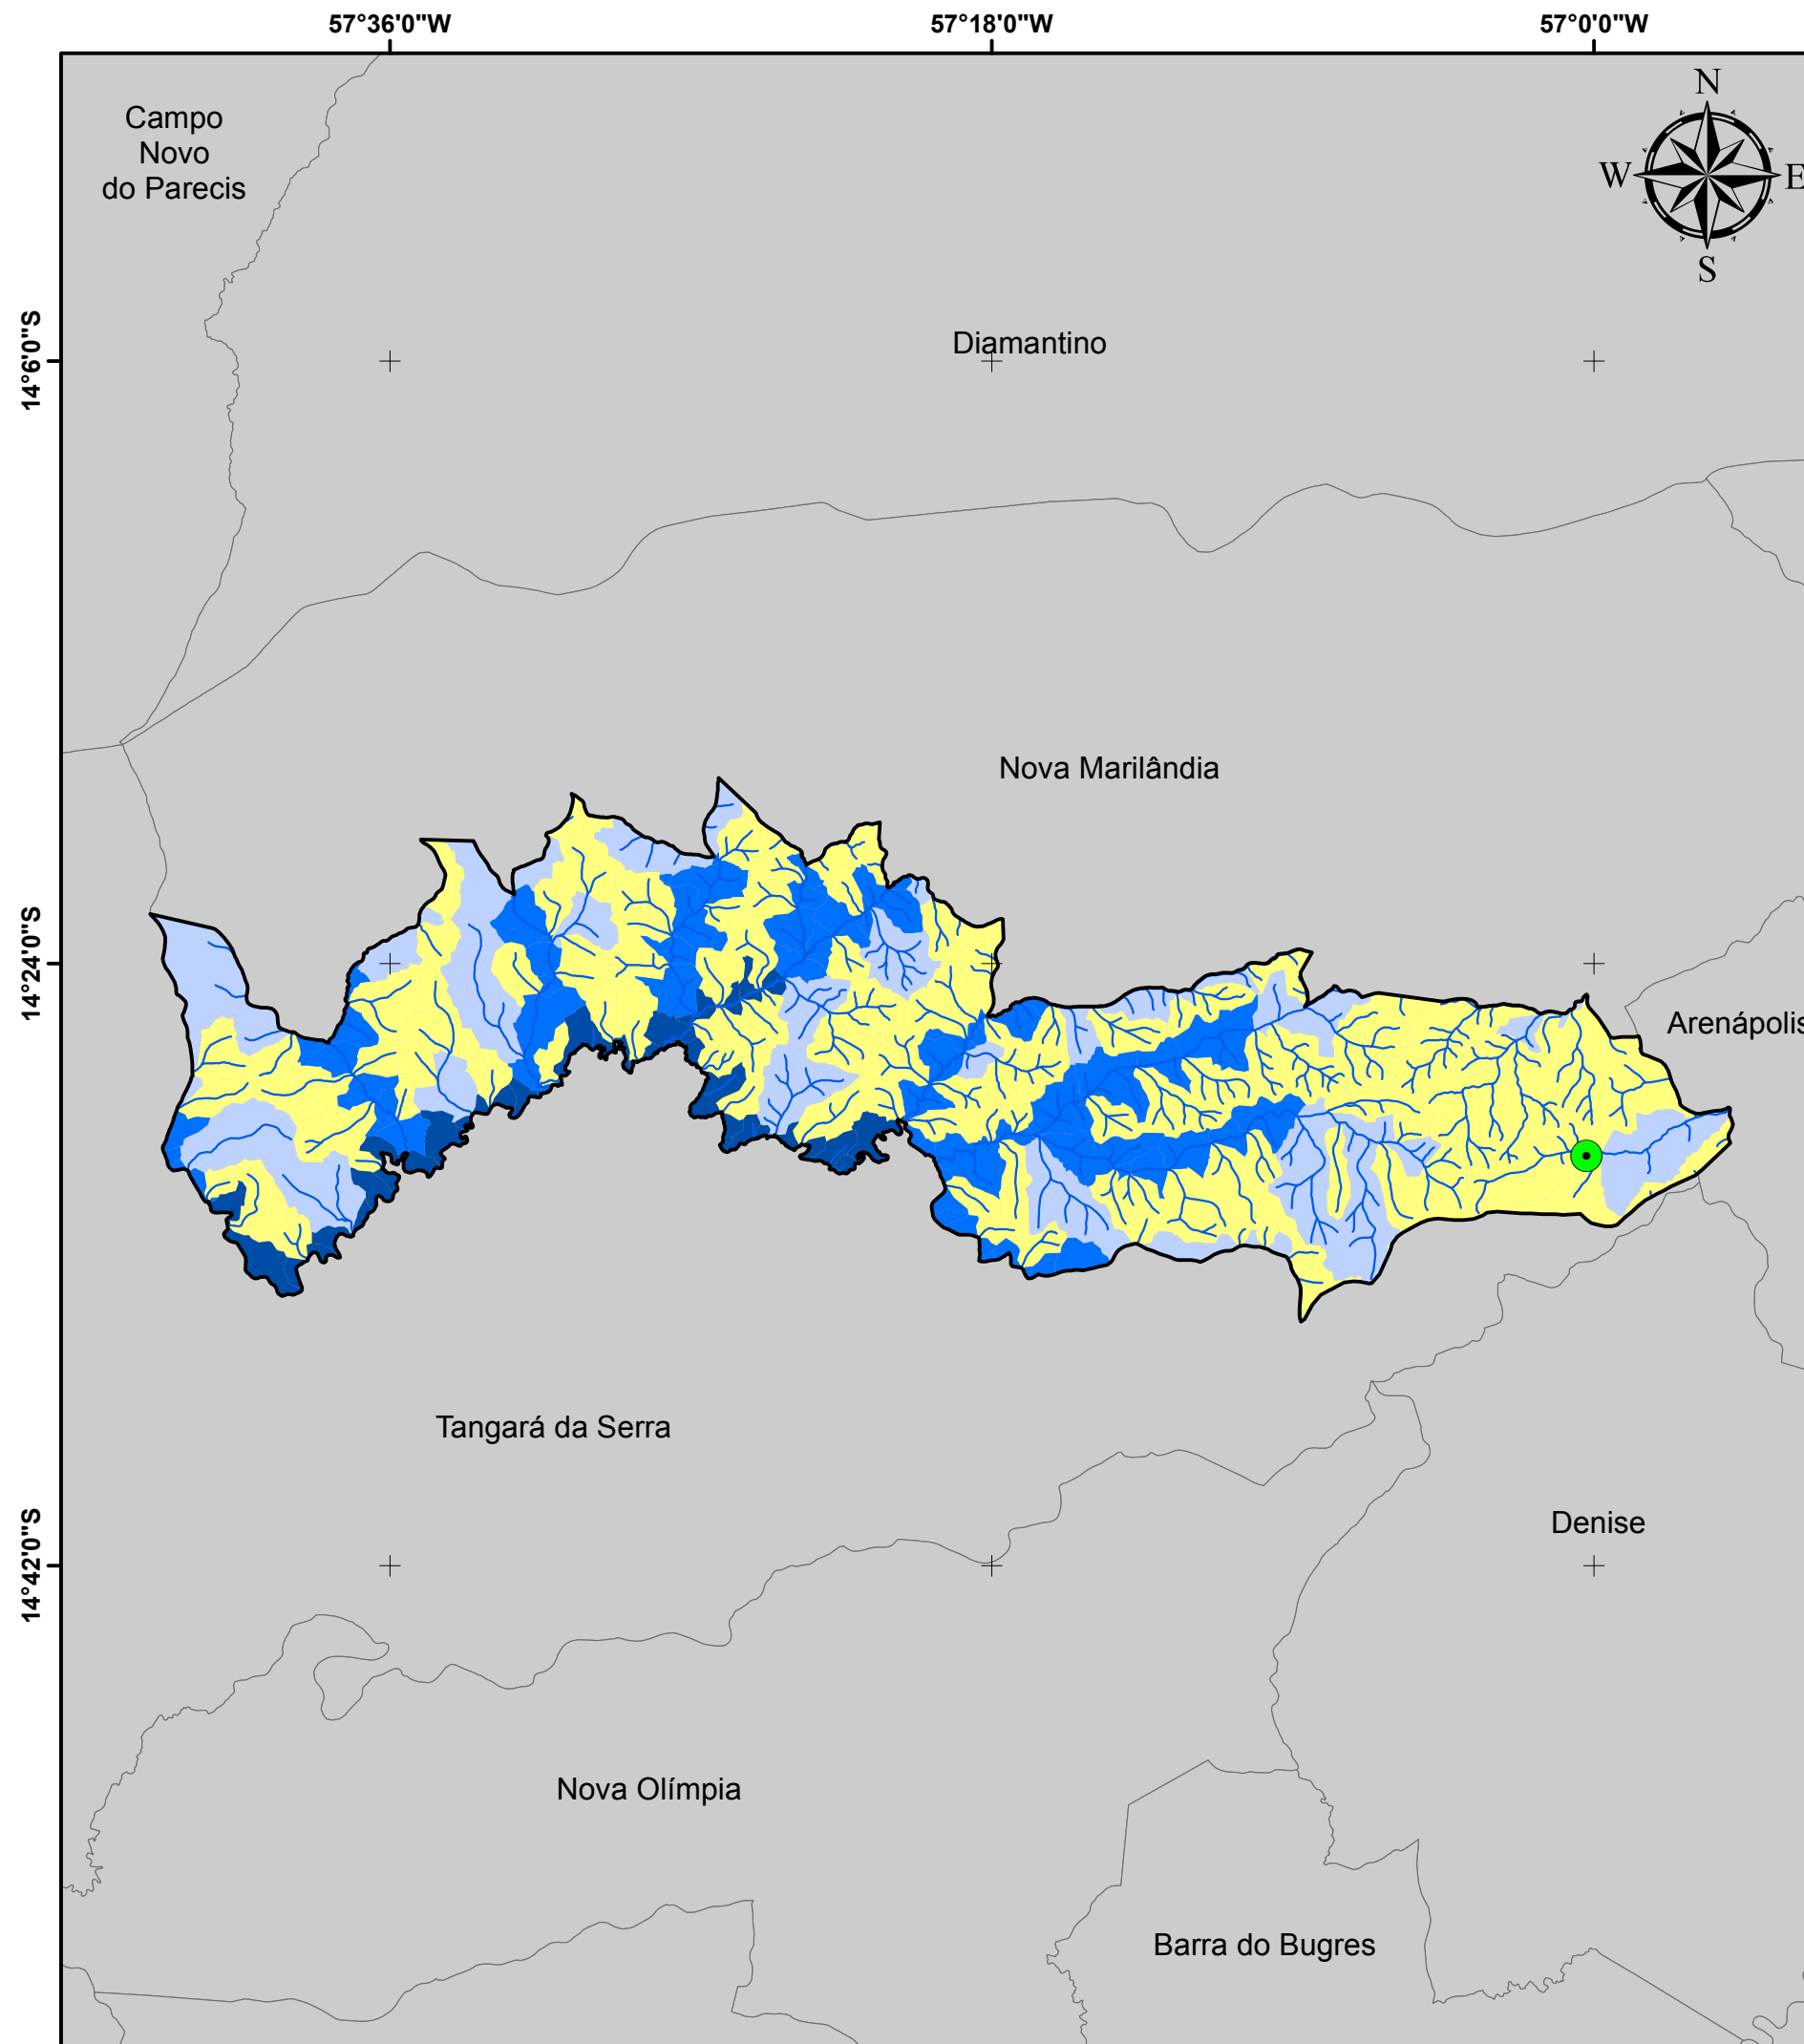 57°36'0"W
57°18'0"W
57°0'0"W
Campo
Novo
do Parecis
N
W
E
S
14°6'0"S
Diamantino
Nova Marilândia
14°24'0"S
Arenápolis
Tangará da Serra
Denise
14°42'0"S
Nova Olímpia
Barra do Bugres